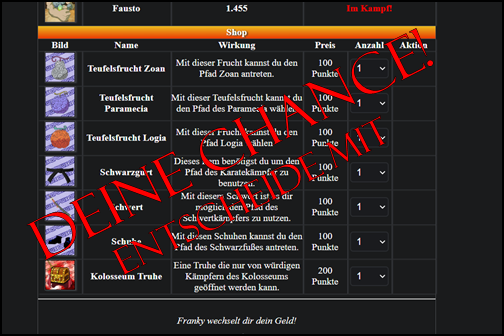 Fausto 1.455 Im Kampf!
Shop
Bild Name Wirkung Preis Anzahl Aktion
Teufelsfrucht Zoan Mit dieser Frucht kannst du den Pfad Zoan antreten. 100 Punkte 1
Teufelsfrucht Paramecia Mit dieser Teufelsfrucht kannst du den Pfad des Paramecia wählen 100 Punkte 1
Teufelsfrucht Logia Mit dieser Frucht kannst du den Pfad Logia wählen 100 Punkte
Schwarzgurt Dieses Item benötigst du um den Pfad des Karatekämpfer zu benutzen. 100 Punkte 1
Schwert Mit diesem Schwert ist es dir möglich den Pfad des Schwertkämpfers zu nutzen. 100 Punkte 1
Schuhe Mit diesen Schuhen kannst du den Pfad des Schwarzfußes antreten. 100 Punkte 1
Kolosseum Truhe Eine Truhe die nur von würdigen Kämpfern des Kolosseums geöffnet werden kann. 200 Punkte 1
Franky wechselt dir dein Geld!
DEINE CHANCE!
ENTSCHEIDE MIT